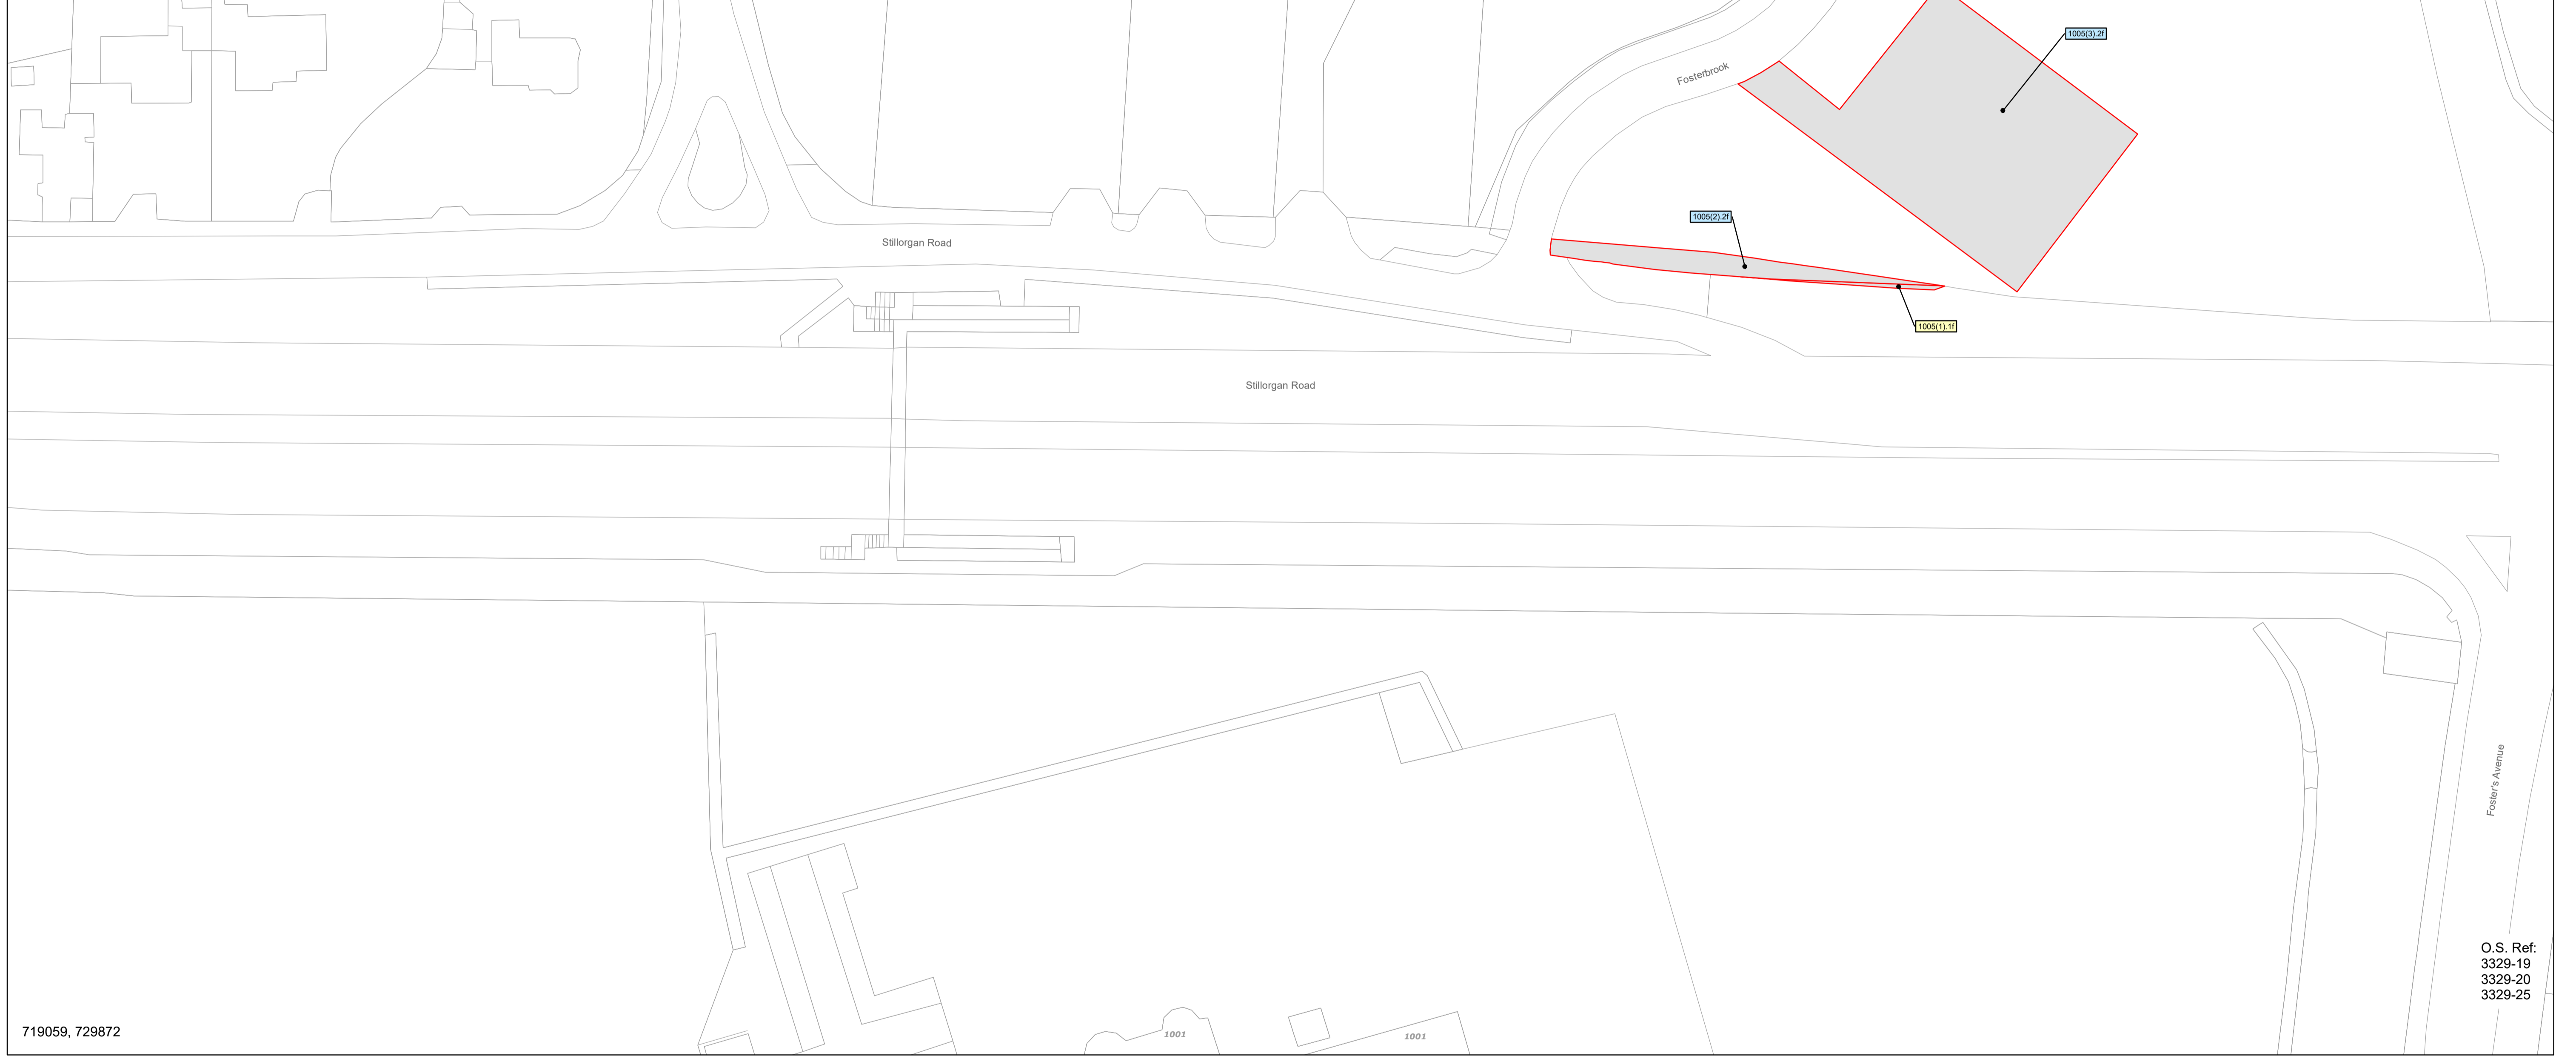 1005(3).2f
Fosterbrook
1005(2).2f
Stillorgan Road
1005(1).1f
Stillorgan Road
Foster's Avenue
O.S. Ref:
3329-19
3329-20
3329-25
719059, 729872
1001
1001